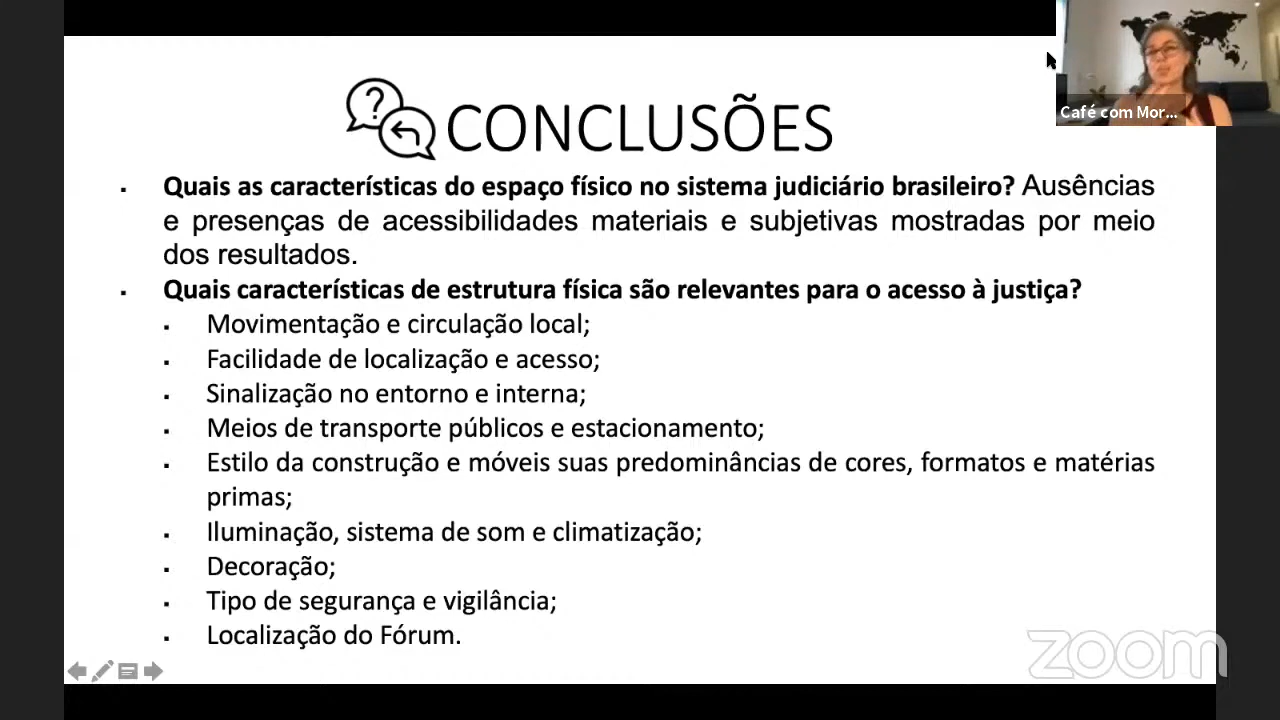 Café com Mor...
? CONCLUSÕES
▪ Quais as características do espaço físico no sistema judiciário brasileiro? Ausências
e presenças de acessibilidades materiais e subjetivas mostradas por meio
dos resultados.
▪ Quais características de estrutura física são relevantes para o acesso à justiça?
▪ Movimentação e circulação local;
▪ Facilidade de localização e acesso;
▪ Sinalização no entorno e interna;
▪ Meios de transporte públicos e estacionamento;
▪ Estilo da construção e móveis suas predominâncias de cores, formatos e matérias
primas;
▪ Iluminação, sistema de som e climatização;
▪ Decoração;
▪ Tipo de segurança e vigilância;
▪ Localização do Fórum.
zoom